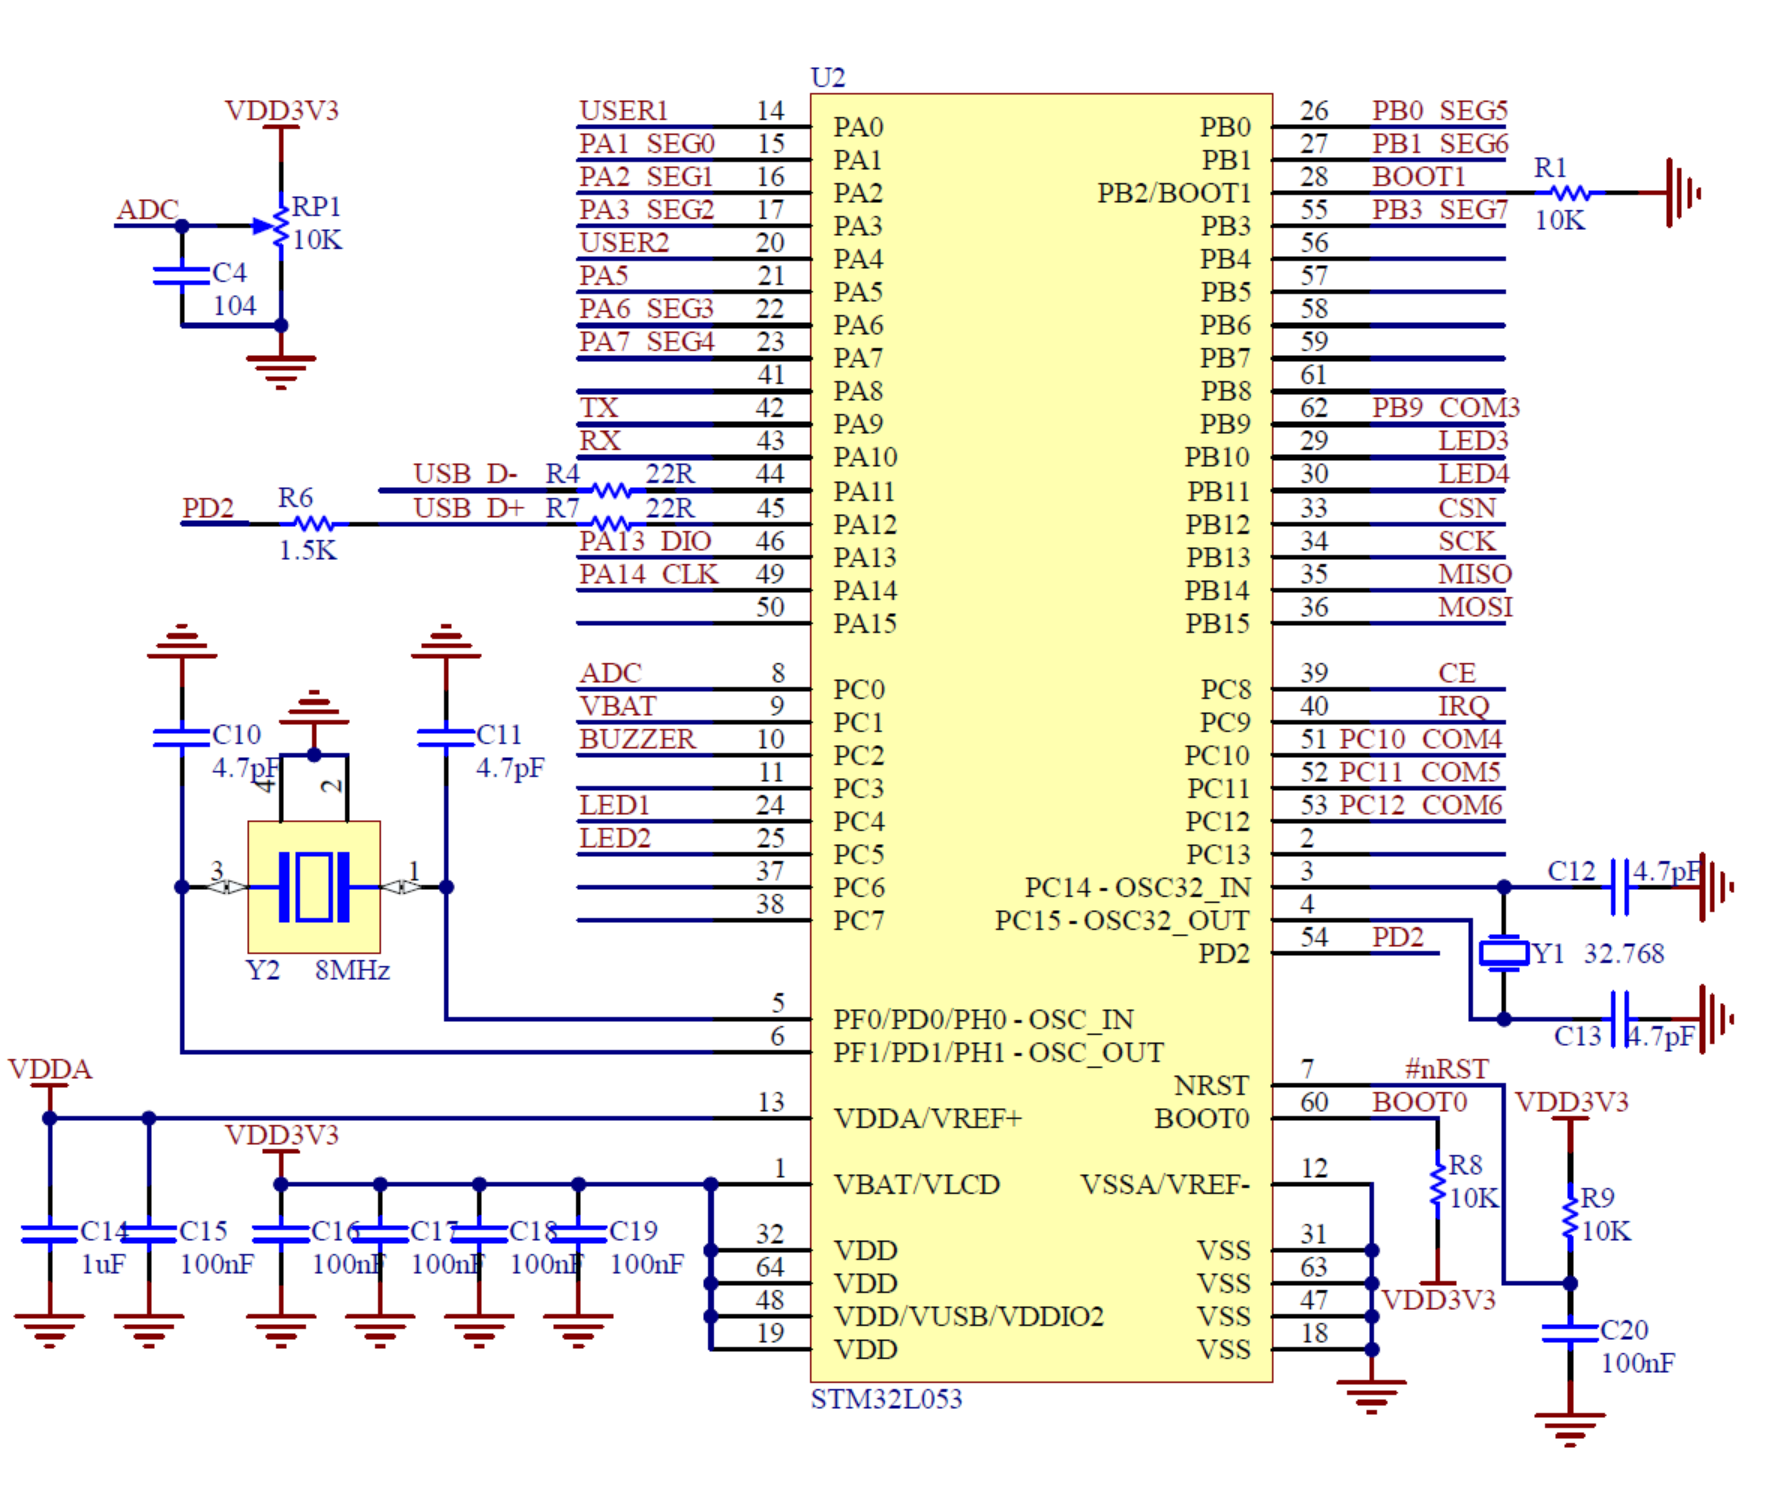 U2
VDD3V3
ADC
RP1
10K
C4
104
USER1 14 PA0
PA1 SEG0 15 PA1
PA2 SEG1 16 PA2
PA3 SEG2 17 PA3
USER2 20 PA4
PA5 21 PA5
PA6 SEG3 22 PA6
PA7 SEG4 23 PA7
41 PA8
TX 42 PA9
RX 43 PA10
USB D- R4 22R 44 PA11
PD2 R6 1.5K USB D+ R7 22R 45 PA12
PA13 DIO 46 PA13
PA14 CLK 49 PA14
50 PA15
ADC 8 PC0
VBAT 9 PC1
BUZZER 10 PC2
11 PC3
LED1 24 PC4
LED2 25 PC5
37 PC6
38 PC7
C10
4.7pF
C11
4.7pF
4 2
3 1
Y2 8MHz
5 PF0/PD0/PH0 - OSC_IN
6 PF1/PD1/PH1 - OSC_OUT
VDDA
13 VDDA/VREF+
VDD3V3
1 VBAT/VLCD
32 VDD
64 VDD
48 VDD/VUSB/VDDIO2
19 VDD
C14
1uF
C15
100nF
C16
100nF
C17
100nF
C18
100nF
C19
100nF
PB0 26 PB0 SEG5
PB1 27 PB1 SEG6
PB2/BOOT1 28 BOOT1
R1
10K
PB3 55 PB3 SEG7
PB4 56
PB5 57
PB6 58
PB7 59
PB8 61
PB9 62 PB9 COM3
PB10 29 LED3
PB11 30 LED4
PB12 33 CSN
PB13 34 SCK
PB14 35 MISO
PB15 36 MOSI
PC8 39 CE
PC9 40 IRQ
PC10 51 PC10 COM4
PC11 52 PC11 COM5
PC12 53 PC12 COM6
PC13 2
PC14 - OSC32_IN 3
PC15 - OSC32_OUT 4
PD2 54 PD2
C12 4.7pF
Y1 32.768
C13 4.7pF
NRST 7 #nRST
BOOT0 60 BOOT0
VDD3V3
R8
10K
R9
10K
VDD3V3
C20
100nF
VSSA/VREF- 12
VSS 31
VSS 63
VSS 47
VSS 18
STM32L053